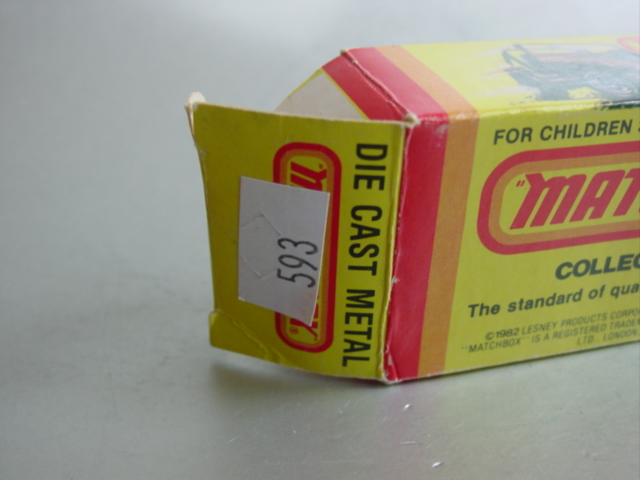 DIE CAST METAL
593
FOR CHILDREN
"MAT
COLLEC
The standard of qua
©1982 LESNEY PRODUCTS CORPOR
"MATCHBOX" IS A REGISTERED TRADE
LTD., LONDON